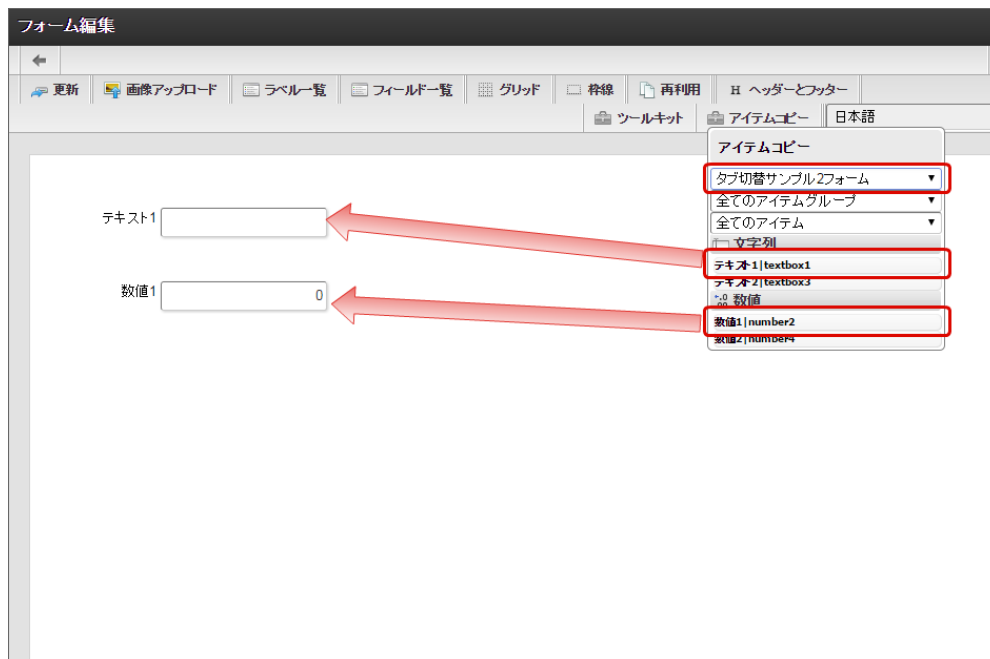 フォーム編集
更新 画像アップロード ラベル一覧 フィールド一覧 グリッド 枠線 再利用 H ヘッダーとフッター
ツールキット アイテムコピー 日本語
アイテムコピー
タブ切替サンプル2フォーム
全てのアイテムグループ
全てのアイテム
文字列
テキスト1|textbox1
テキスト2|textbox3
数値
数値1|number2
数値2|number4
テキスト1
数値1 0